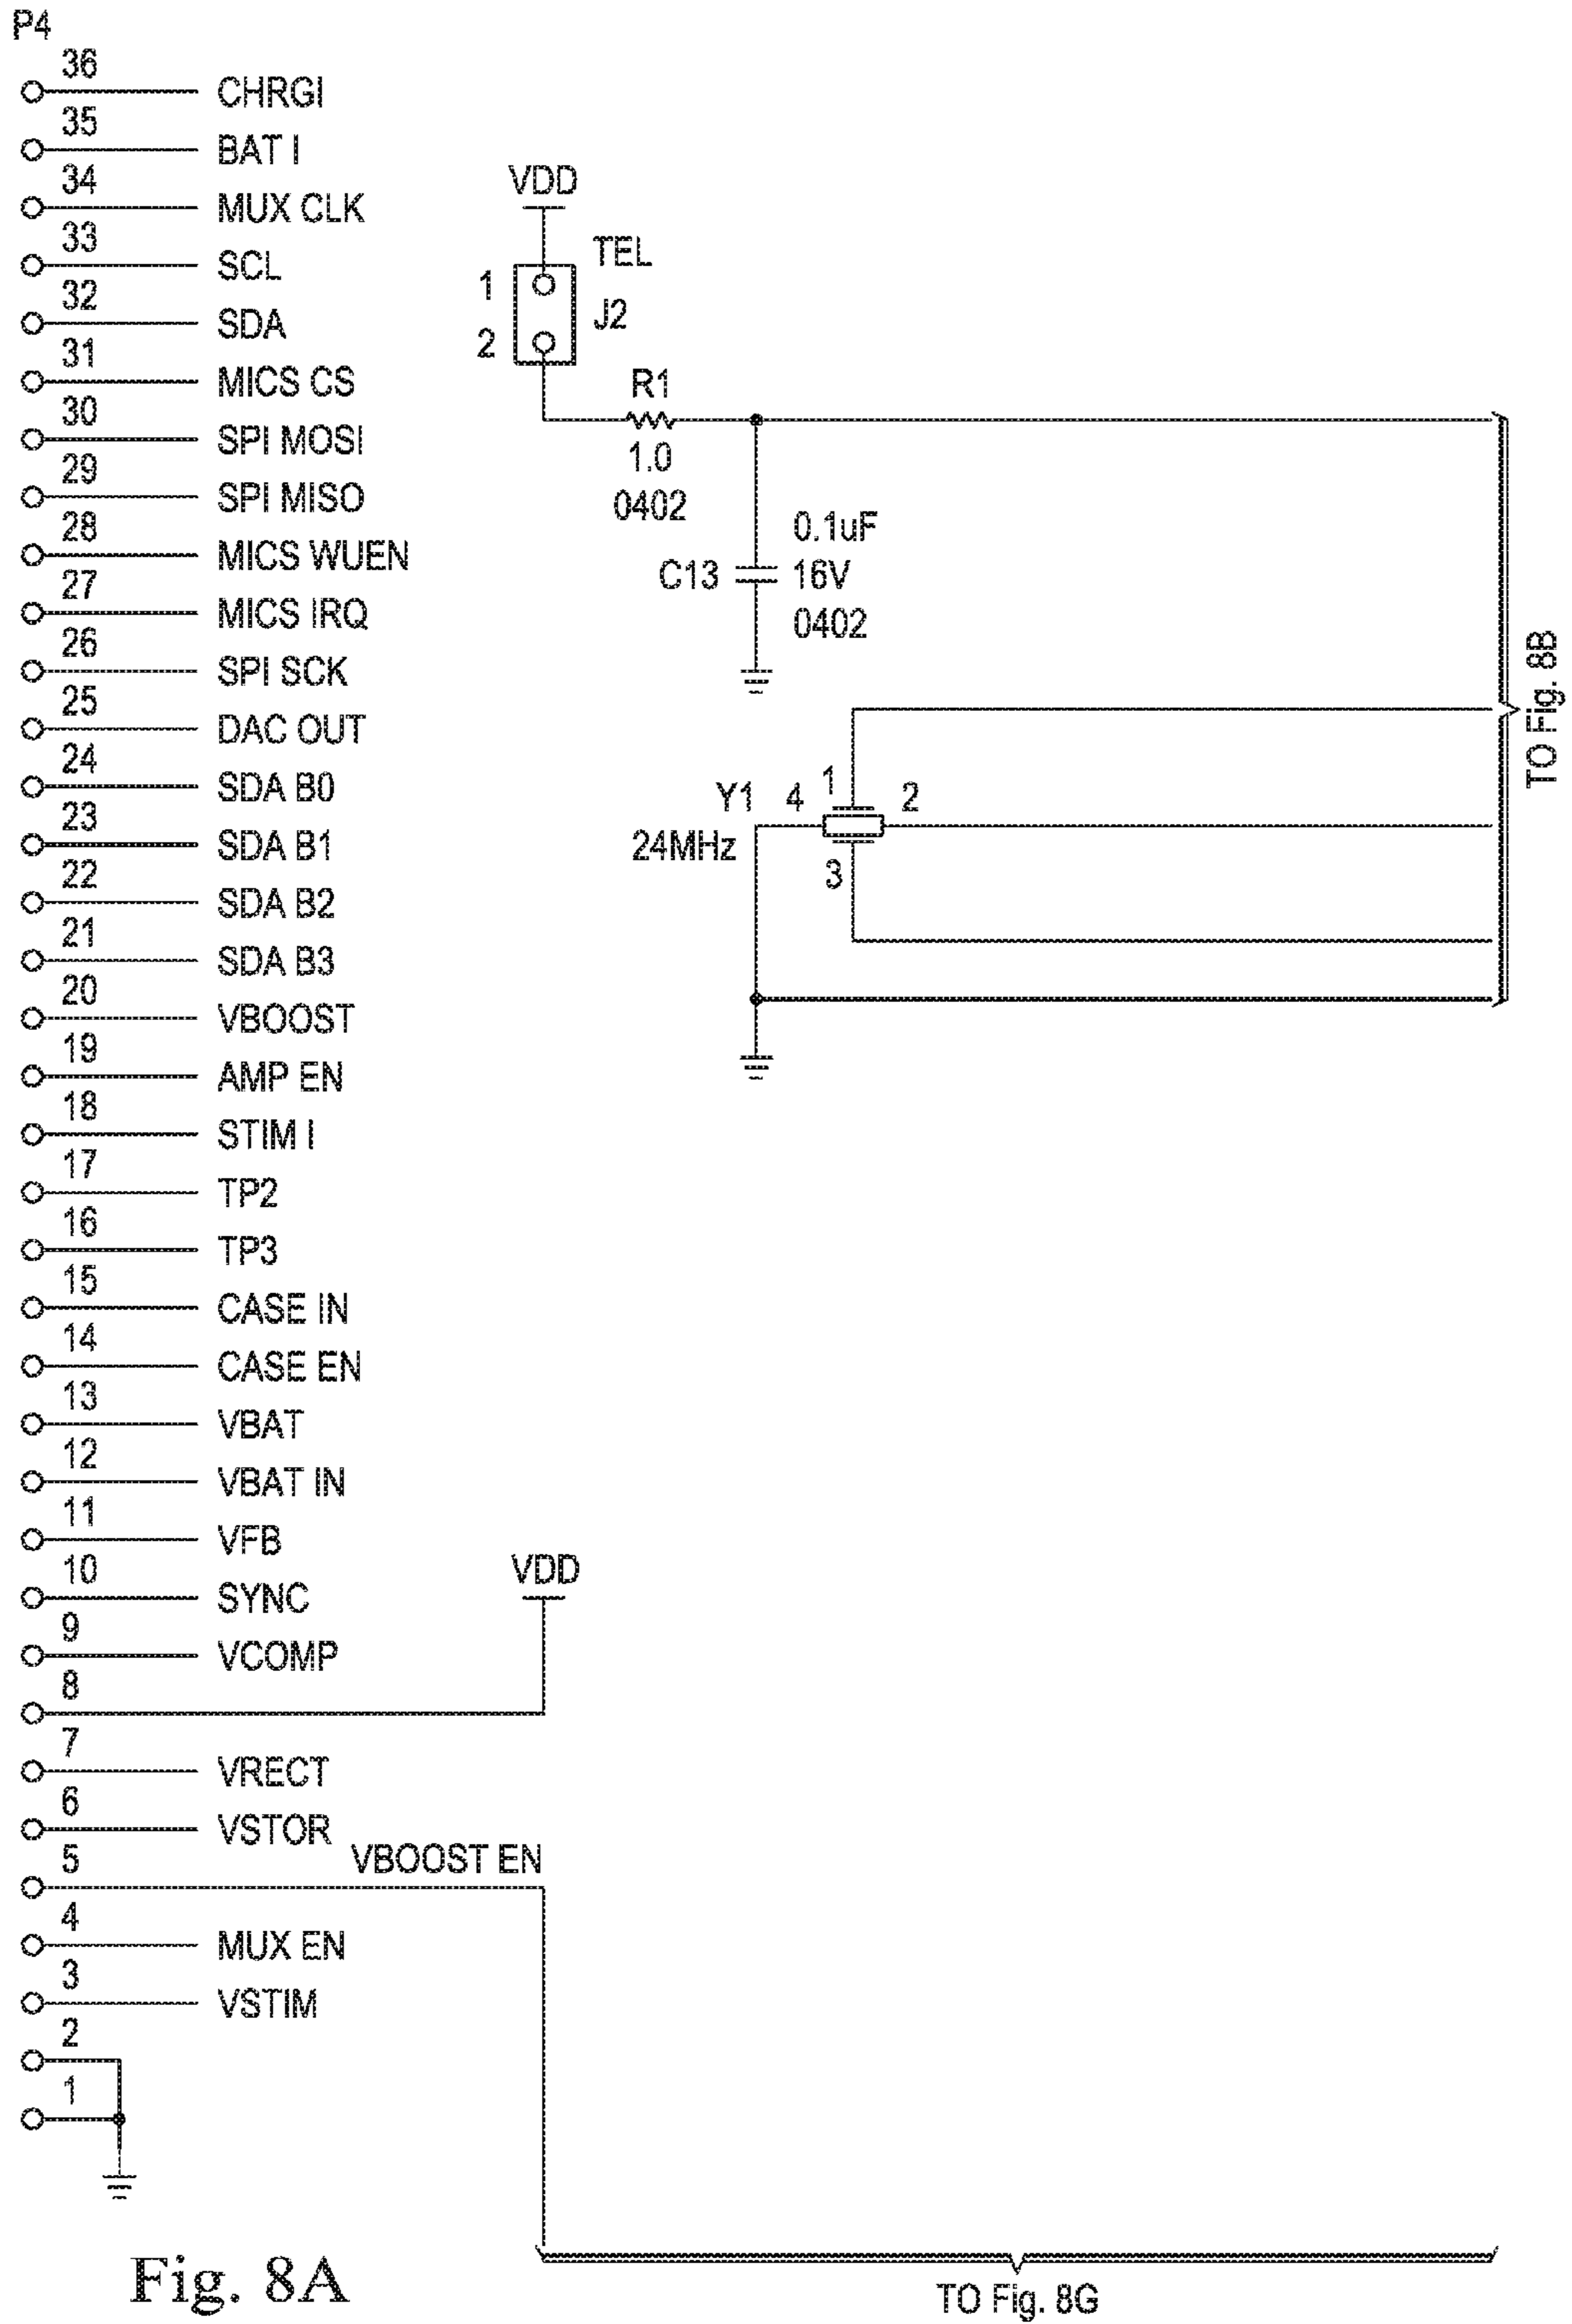 P4
36
CHRGI
35
BAT I
34
MUX CLK
33
SCL
32
SDA
31
MICS CS
30
SPI MOSI
29
SPI MISO
28
MICS WUEN
27
MICS IRQ
26
SPI SCK
25
DAC OUT
24
SDA B0
23
SDA B1
22
SDA B2
21
SDA B3
20
VBOOST
19
AMP EN
18
STIM I
17
TP2
16
TP3
15
CASE IN
14
CASE EN
13
VBAT
12
VBAT IN
11
VFB
10
SYNC
9
VCOMP
8
VDD
7
VRECT
6
VSTOR
5
VBOOST EN
4
MUX EN
3
VSTIM
2
1
VDD
TEL
1
J2
2
R1
1.0
0402
0.1uF
C13 16V
0402
1
Y1 4 2
24MHz
3
TO Fig. 8B
TO Fig. 8G
Fig. 8A